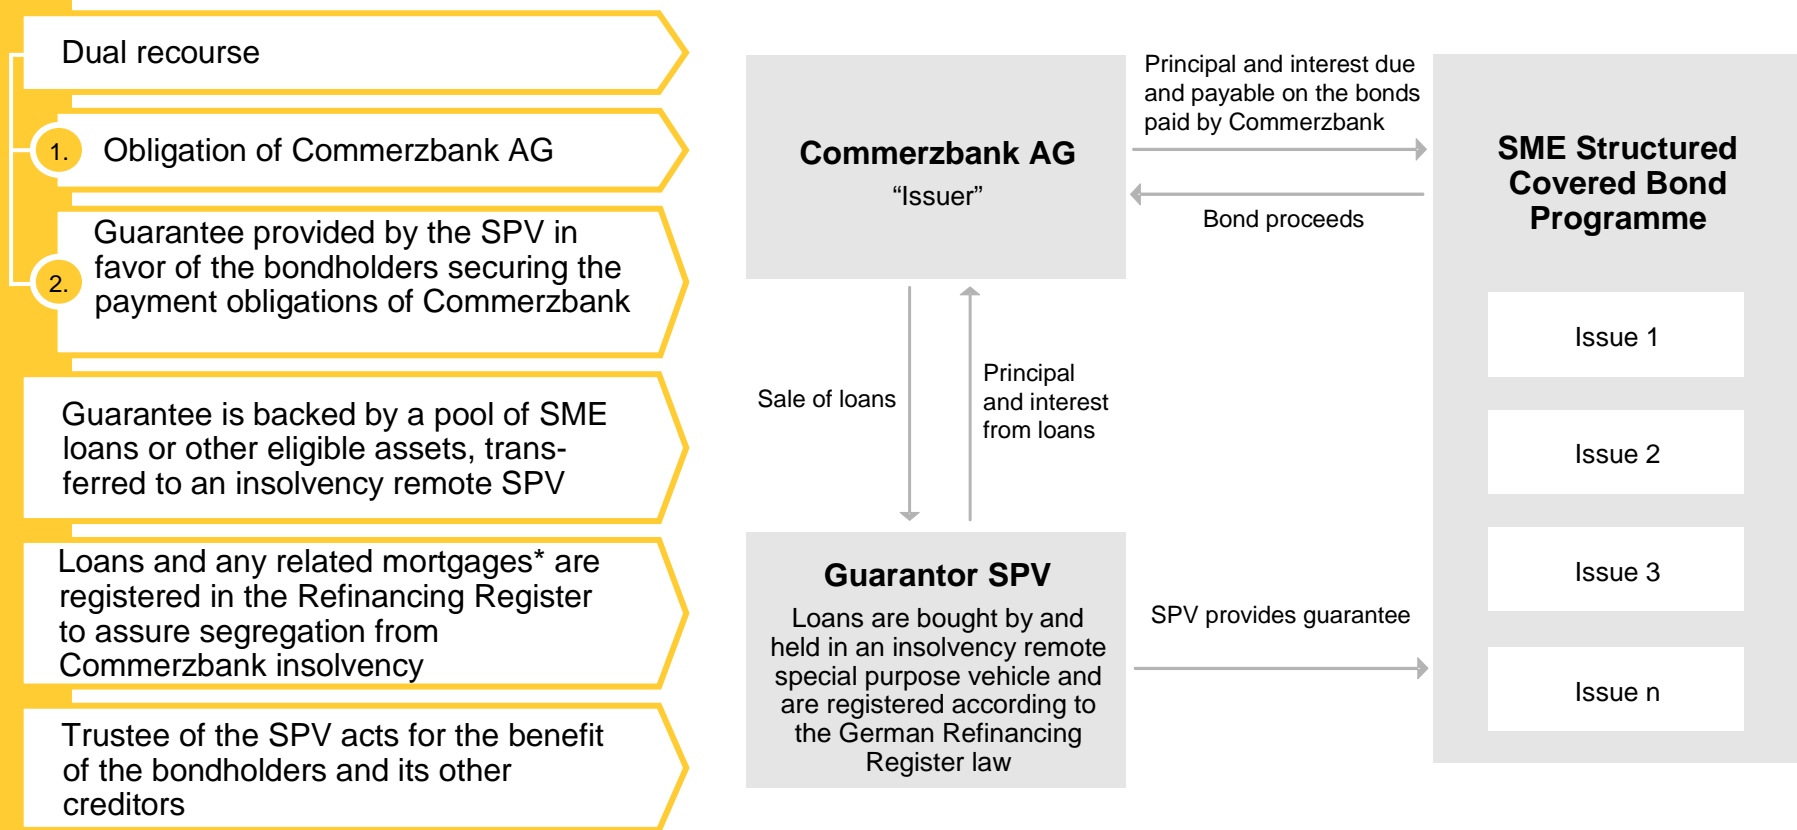 Dual recourse
1. Obligation of Commerzbank AG
Guarantee provided by the SPV in
2. favor of the bondholders securing the
payment obligations of Commerzbank
Guarantee is backed by a pool of SME
loans or other eligible assets, trans-
ferred to an insolvency remote SPV
Loans and any related mortgages* are
registered in the Refinancing Register
to assure segregation from
Commerzbank insolvency
Trustee of the SPV acts for the benefit
of the bondholders and its other
creditors
Commerzbank AG
“Issuer”
Principal and interest due
and payable on the bonds
paid by Commerzbank
Bond proceeds
Sale of loans
Principal
and interest
from loans
Guarantor SPV
Loans are bought by and
held in an insolvency remote
special purpose vehicle and
are registered according to
the German Refinancing
Register law
SPV provides guarantee
SME Structured
Covered Bond
Programme
Issue 1
Issue 2
Issue 3
Issue n